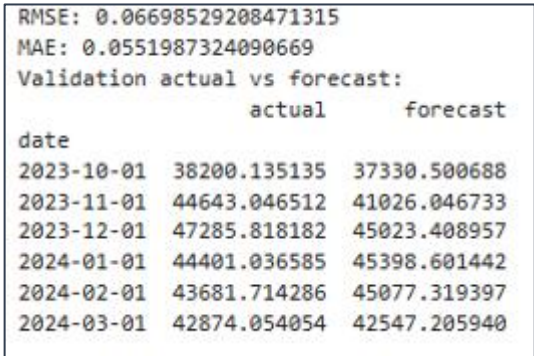 RMSE: 0.06698529208471315
MAE: 0.0551987324090669
Validation actual vs forecast:
actual forecast
date
2023-10-01 38200.135135 37330.500688
2023-11-01 44643.046512 41026.046733
2023-12-01 47285.818182 45023.408957
2024-01-01 44401.036585 45398.601442
2024-02-01 43681.714286 45077.319397
2024-03-01 42874.054054 42547.205940